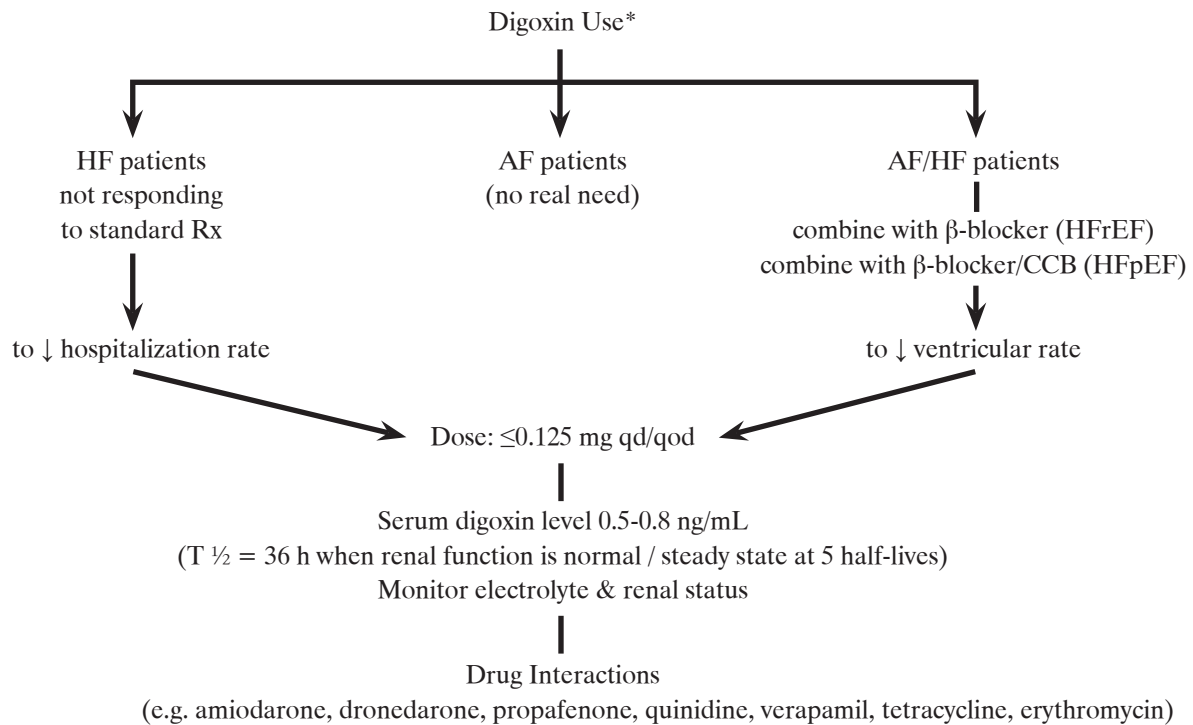 Digoxin Use*
HF patients
not responding
to standard Rx
to ↓ hospitalization rate
AF patients
(no real need)
AF/HF patients
combine with β-blocker (HFrEF)
combine with β-blocker/CCB (HFpEF)
to ↓ ventricular rate
Dose: ≤0.125 mg qd/qod
Serum digoxin level 0.5-0.8 ng/mL
(T ½ = 36 h when renal function is normal / steady state at 5 half-lives)
Monitor electrolyte & renal status
Drug Interactions
(e.g. amiodarone, dronedarone, propafenone, quinidine, verapamil, tetracycline, erythromycin)